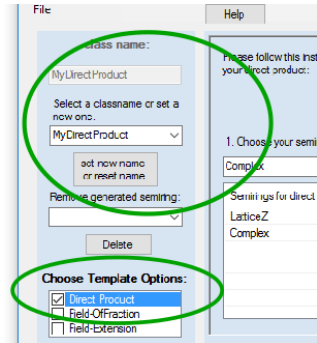 File
Help
Class name:
MyDirectProduct
Select a classname or set a
new one.
MyDirectProduct
set new name
or reset name
Remove generated semiring:
Delete
Choose Template Options:
Direct Product
Field-OfFraction
Field-Extension
Please follow this inst
your direct product:
1. Choose your semi
Complex
Semirings for direct
LatticeZ
Complex